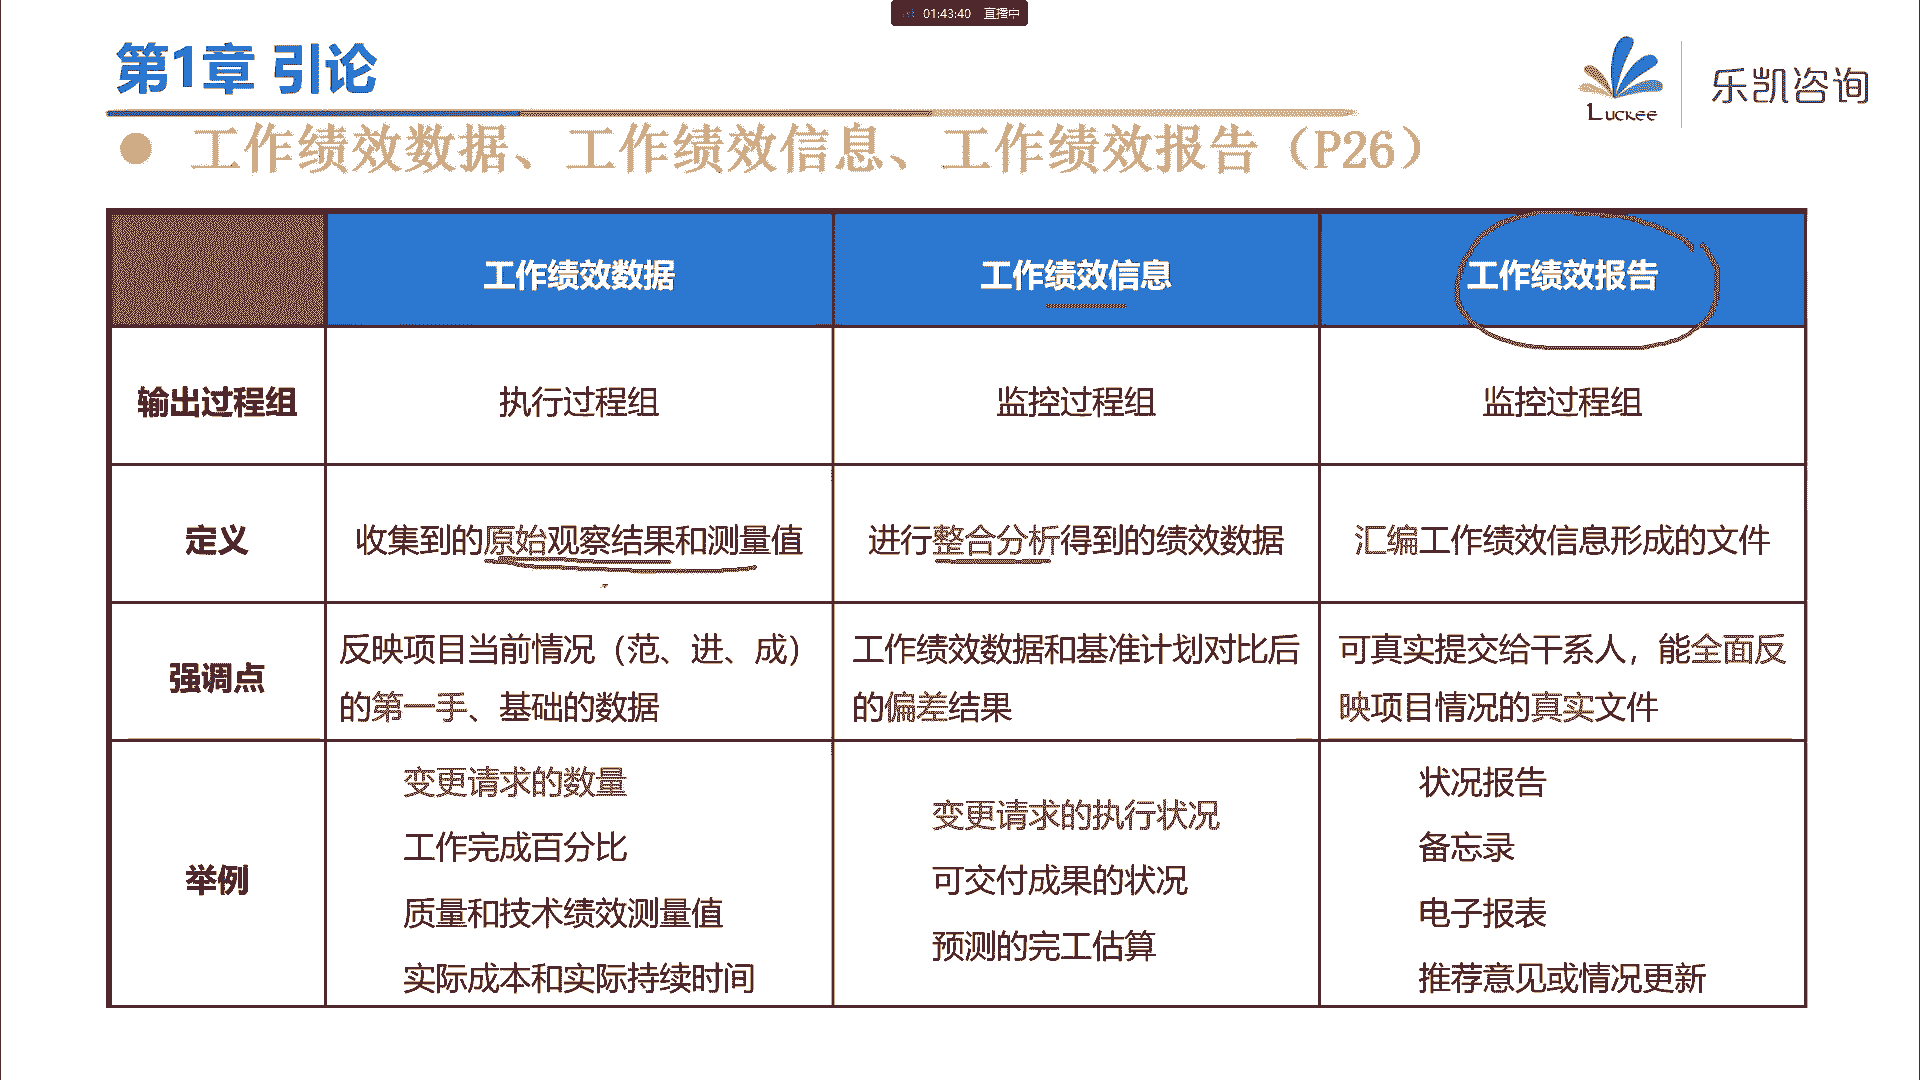 01:43:40 直播中
第1章 引论
Luckee
乐凯咨询
● 工作绩效数据、工作绩效信息、工作绩效报告（P26）
工作绩效数据
工作绩效信息
工作绩效报告
输出过程组
执行过程组
监控过程组
监控过程组
定义
收集到的原始观察结果和测量值
进行整合分析得到的绩效数据
汇编工作绩效信息形成的文件
强调点
反映项目当前情况（范、进、成）
的第一手、基础的数据
工作绩效数据和基准计划对比后
的偏差结果
可真实提交给干系人，能全面反
映项目情况的真实文件
举例
变更请求的数量
工作完成百分比
质量和技术绩效测量值
实际成本和实际持续时间
变更请求的执行状况
可交付成果的状况
预测的完工估算
状况报告
备忘录
电子报表
推荐意见或情况更新